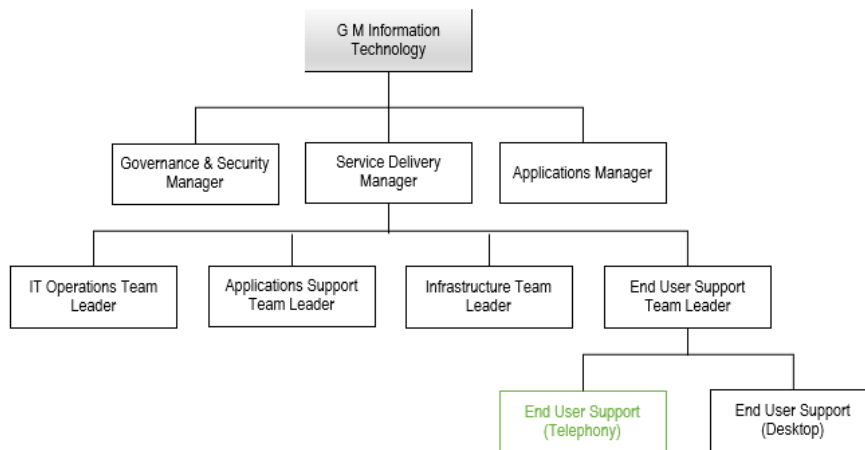 G M Information
Technology
Governance & Security
Manager
Service Delivery
Manager
Applications Manager
IT Operations Team
Leader
Applications Support
Team Leader
Infrastructure Team
Leader
End User Support
Team Leader
End User Support
(Telephony)
End User Support
(Desktop)